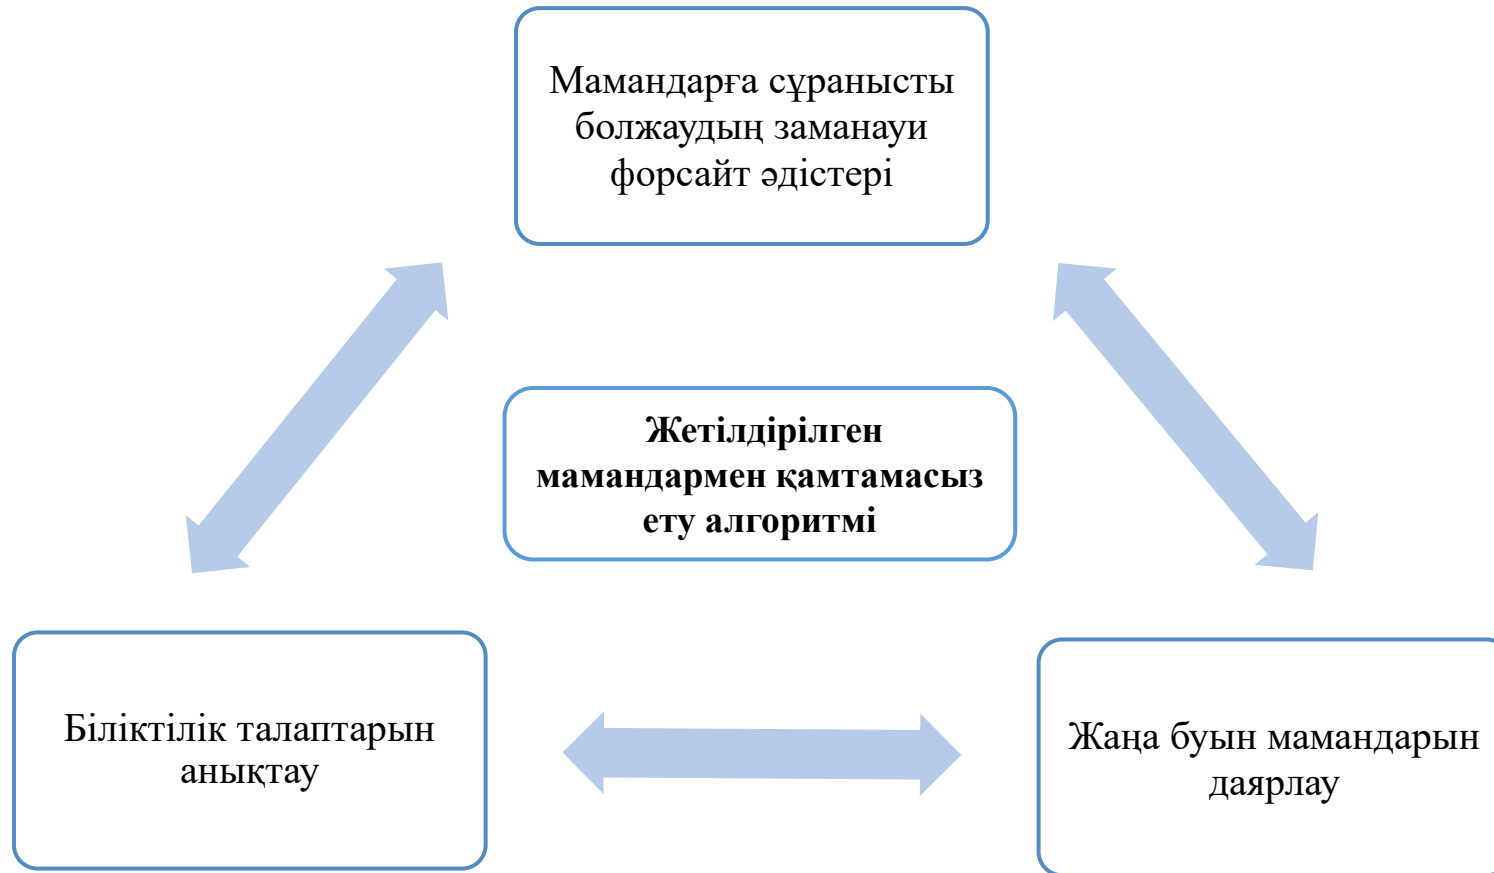 Мамандарға сұранысты
болжаудың заманауи
форсайт әдістері
Жетілдірілген
мамандармен қамтамасыз
ету алгоритмі
Біліктілік талаптарын
анықтау
Жаңа буын мамандарын
даярлау